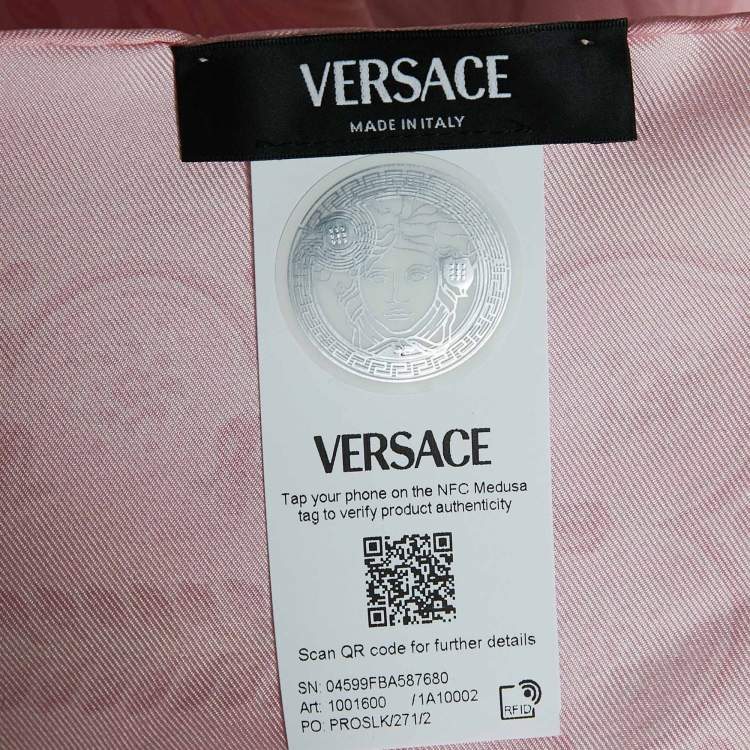 VERSACE
MADE IN ITALY
VERSACE
Tap your phone on the NFC Medusa
tag to verify product authenticity
Scan QR code for further details
SN: 04599FBA587680
Art: 1001600 /1A10002
PO: PROSLK/271/2
RFID